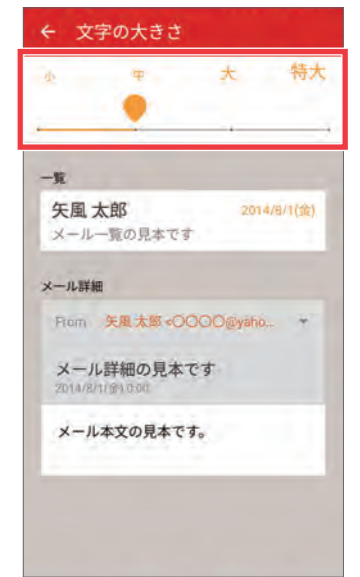 ← 文字の大きさ
小 中 大 特大
一覧
矢風 太郎 2014/8/1(金)
メール一覧の見本です
メール詳細
From 矢風 太郎 <〇〇〇〇@yaho...
メール詳細の見本です
2014/8/1(金) 0:00
メール本文の見本です。